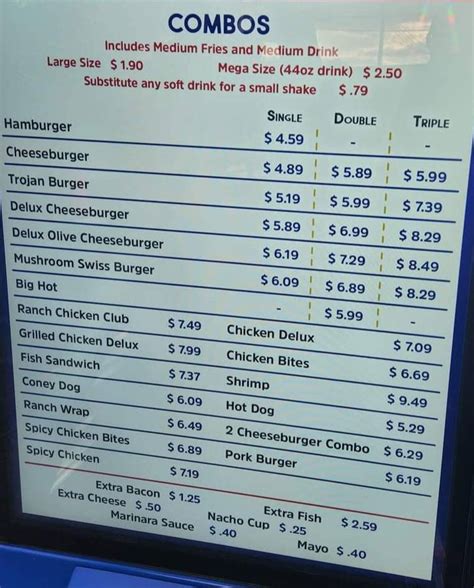 COMBOS
Includes Medium Fries and Medium Drink
Large Size $ 1.90 Mega Size (44oz drink) $ 2.50
Substitute any soft drink for a small shake $ .79
SINGLE DOUBLE TRIPLE
Hamburger $ 4.59 - -
Cheeseburger $ 4.89 $ 5.89 $ 5.99
Trojan Burger $ 5.19 $ 5.99 $ 7.39
Delux Cheeseburger $ 5.89 $ 6.99 $ 8.29
Delux Olive Cheeseburger $ 6.19 $ 7.29 $ 8.49
Mushroom Swiss Burger $ 6.09 $ 6.89 $ 8.29
Big Hot - $ 5.99 -
Ranch Chicken Club $ 7.49 Chicken Delux $ 7.09
Grilled Chicken Delux $ 7.99 Chicken Bites $ 6.69
Fish Sandwich $ 7.37 Shrimp $ 9.49
Coney Dog $ 6.09 Hot Dog $ 5.29
Ranch Wrap $ 6.49 2 Cheeseburger Combo $ 6.29
Spicy Chicken Bites $ 6.89 Pork Burger $ 6.19
Spicy Chicken $ 7.19
Extra Bacon $ 1.25 Extra Fish $ 2.59
Extra Cheese $ .50 Nacho Cup $ .25
Marinara Sauce $ .40 Mayo $ .40